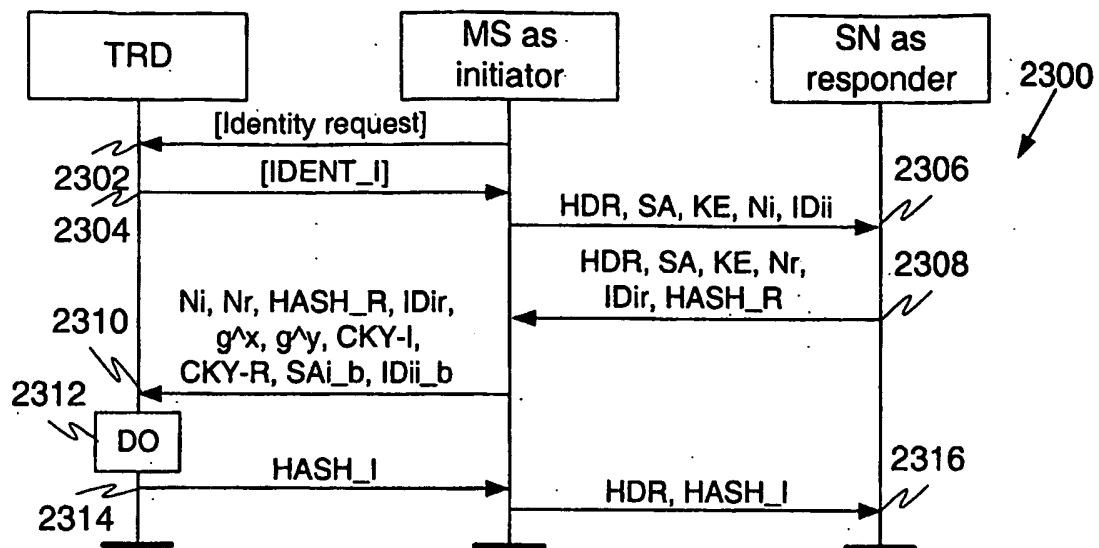 TRD
MS as
initiator
SN as
responder
2300
[Identity request]
2302
[IDENT_I]
2304
2306
HDR, SA, KE, Ni, IDii
HDR, SA, KE, Nr,
IDir, HASH_R
2308
2310
Ni, Nr, HASH_R, IDir,
g^x, g^y, CKY-I,
CKY-R, SAi_b, IDii_b
2312
DO
HASH_I
2314
HDR, HASH_I
2316